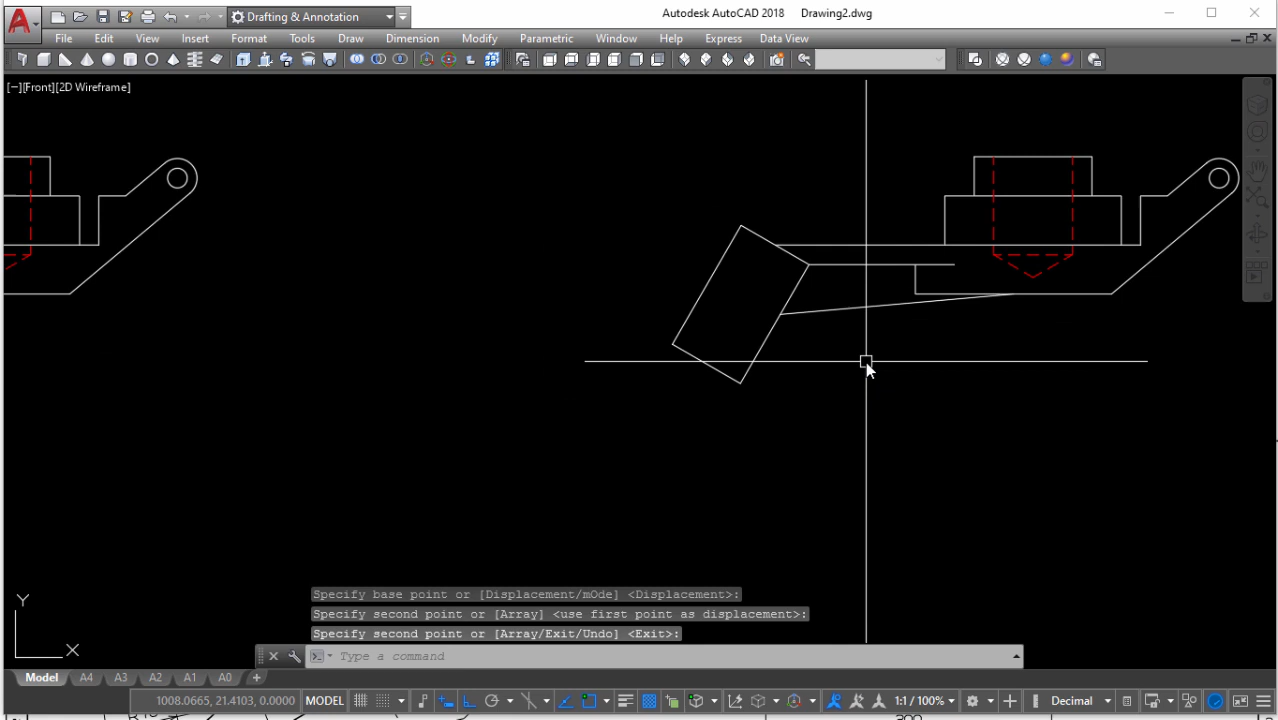 Drafting & Annotation
Autodesk AutoCAD 2018 Drawing2.dwg
File Edit View Insert Format Tools Draw Dimension Modify Parametric Window Help Express Data View
[−][Front][2D Wireframe]
Specify base point or [Displacement/mOde] <Displacement>:
Specify second point or [Array] <use first point as displacement>:
Specify second point or [Array/Exit/Undo] <Exit>:
Y
X
Type a command
Model A4 A3 A2 A1 A0
1008.0665, 21.4103, 0.0000 MODEL 1:1 / 100% Decimal